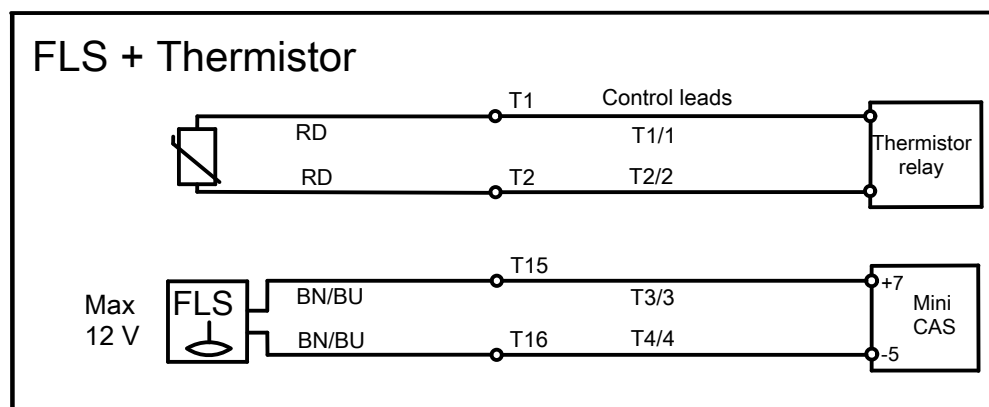 FLS + Thermistor
T1
Control leads
RD
T1/1
Thermistor
relay
RD
T2
T2/2
T15
Max
12 V
FLS
BN/BU
T3/3
+7
Mini
CAS
BN/BU
T16
T4/4
-5